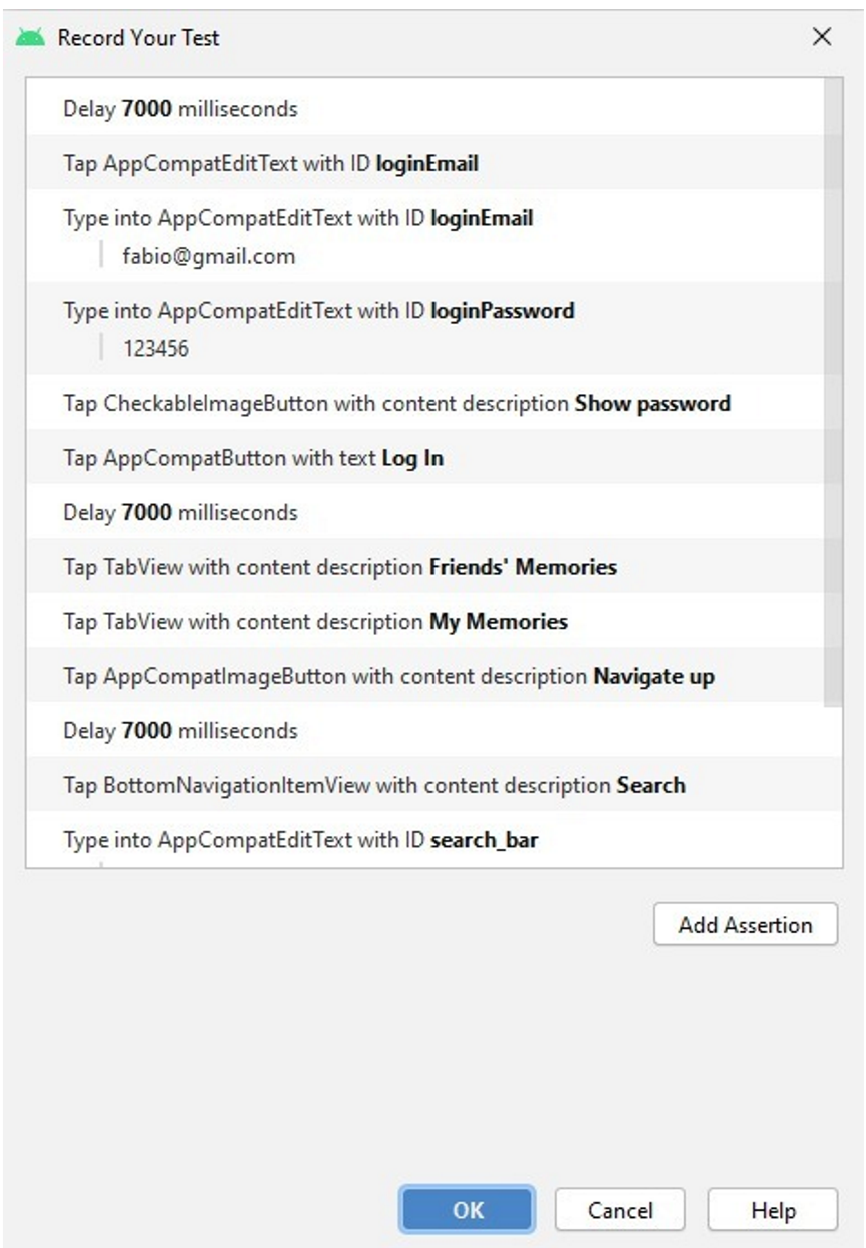 Record Your Test
Delay 7000 milliseconds
Tap AppCompatEditText with ID loginEmail
Type into AppCompatEditText with ID loginEmail
fabio@gmail.com
Type into AppCompatEditText with ID loginPassword
123456
Tap CheckableImageButton with content description Show password
Tap AppCompatButton with text Log In
Delay 7000 milliseconds
Tap TabView with content description Friends' Memories
Tap TabView with content description My Memories
Tap AppCompatImageButton with content description Navigate up
Delay 7000 milliseconds
Tap BottomNavigationItemView with content description Search
Type into AppCompatEditText with ID search_bar
Add Assertion
OK Cancel Help